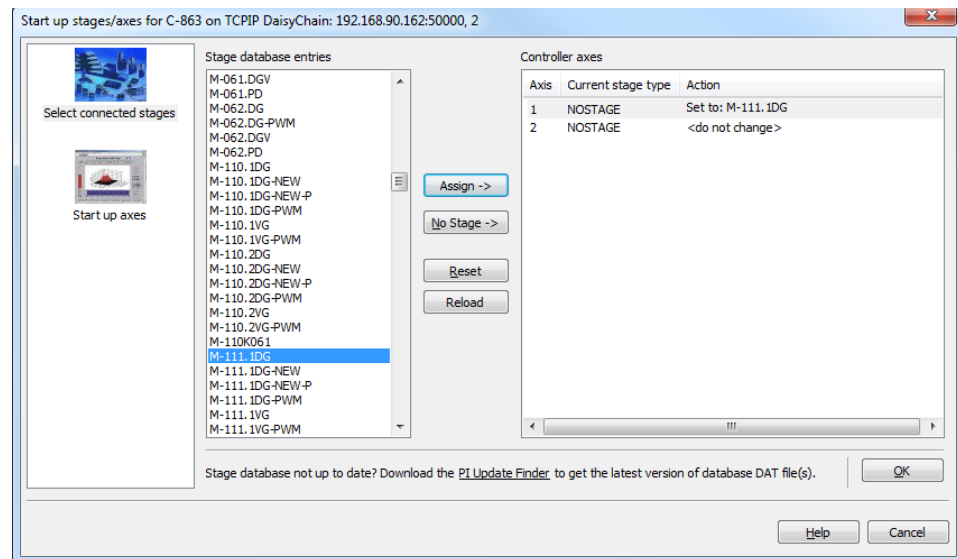 Start up stages/axes for C-863 on TCPIP DaisyChain: 192.168.90.162:50000, 2
Select connected stages
Start up axes
Stage database entries
M-061.DGV
M-061.PD
M-062.DG
M-062.DG-PWM
M-062.DGV
M-062.PD
M-110.1DG
M-110.1DG-NEW
M-110.1DG-NEW-P
M-110.1DG-PWM
M-110.1VG
M-110.1VG-PWM
M-110.2DG
M-110.2DG-NEW
M-110.2DG-NEW-P
M-110.2DG-PWM
M-110.2VG
M-110.2VG-PWM
M-110K061
M-111.1DG
M-111.1DG-NEW
M-111.1DG-NEW-P
M-111.1DG-PWM
M-111.1VG
M-111.1VG-PWM
Assign ->
No Stage ->
Reset
Reload
Controller axes
Axis Current stage type Action
1 NOSTAGE Set to: M-111.1DG
2 NOSTAGE <do not change>
Stage database not up to date? Download the PI Update Finder to get the latest version of database DAT file(s).
OK
Help
Cancel